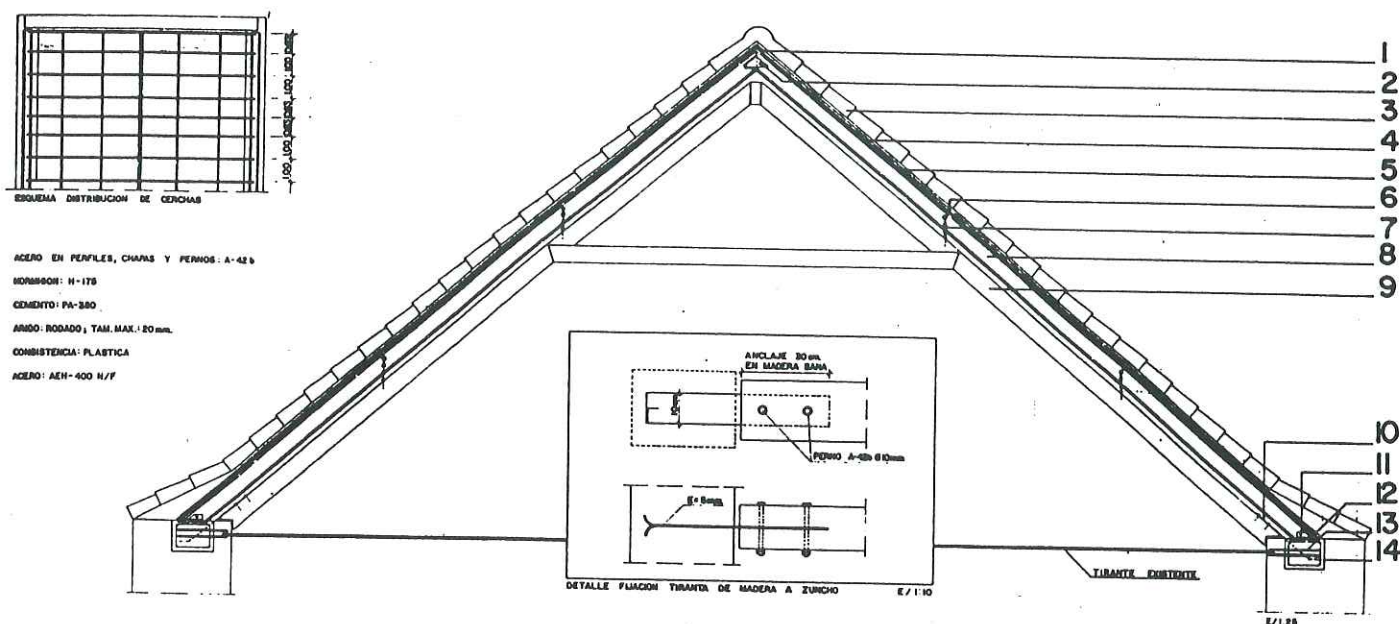 ESQUEMA DISTRIBUCION DE CERCHAS
ACERO EN PERFILES, CHAPAS Y PERNOS: A-42 b
HORMIGON: H-175
CEMENTO: PA-350
ARIDO: RODADO; TAM. MAX.: 20 mm.
CONSISTENCIA: PLASTICA
ACERO: AEH-400 N/F
1
2
3
4
5
6
7
8
9
10
11
12
13
14
ANCLAJE 30 cm.
EN MADERA SANA
PERNO A-42b Ø10mm
DETALLE FIJACION TIRANTA DE MADERA A ZUNCHO E/1:10
TIRANTE EXISTENTE
E/1:25